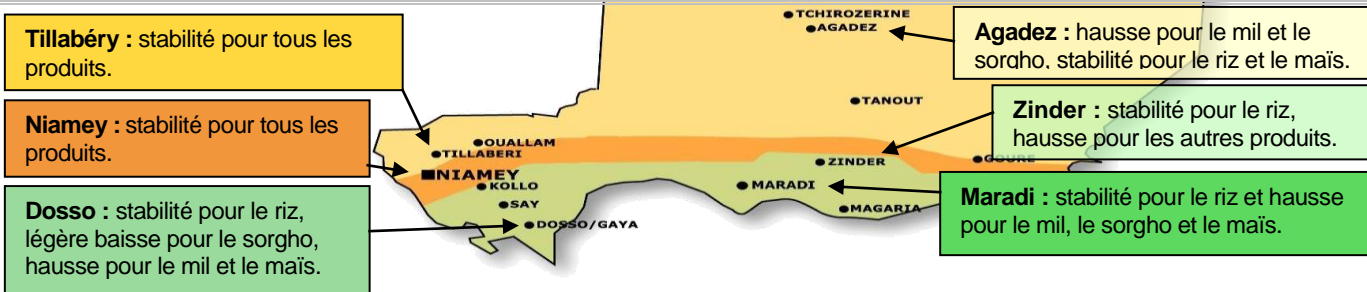 Tillabéry : stabilité pour tous les
produits.
Niamey : stabilité pour tous les
produits.
Dosso : stabilité pour le riz,
légère baisse pour le sorgho,
hausse pour le mil et le maïs.
TCHIROZERINE
AGADEZ
TANOUT
OUALLAM
TILLABERI
NIAMEY
KOLLO
SAY
DOSSO/GAYA
ZINDER
GOURE
MARADI
MAGARIA
Agadez : hausse pour le mil et le
sorgho, stabilité pour le riz et le maïs.
Zinder : stabilité pour le riz,
hausse pour les autres produits.
Maradi : stabilité pour le riz et hausse
pour le mil, le sorgho et le maïs.